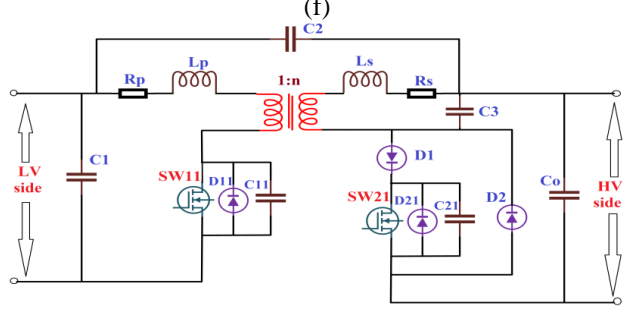 (f)
C2
Lp
Ls
Rp
1:n
Rs
C3
C1
LV
side
SW11
D11
C11
D1
SW21
D21
C21
D2
Co
HV
side